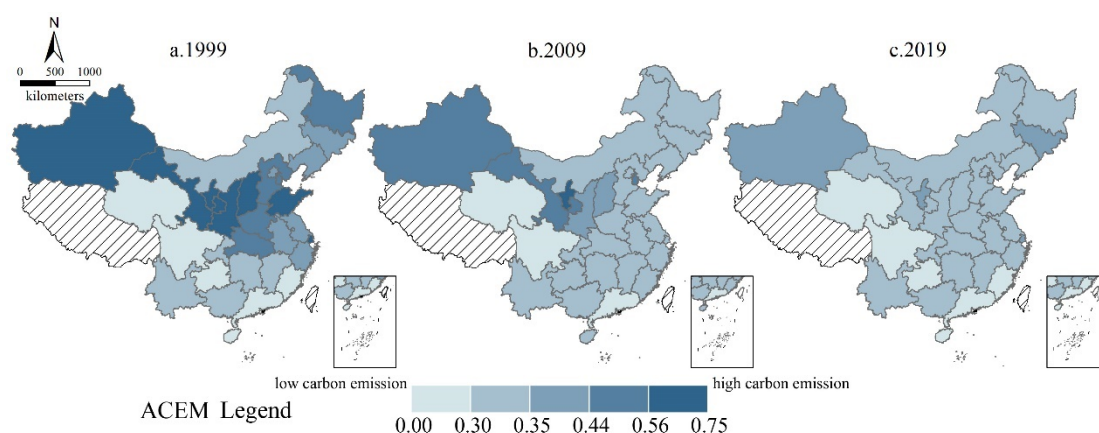 N
a.1999
b.2009
c.2019
0 500 1000
kilometers
low carbon emission
high carbon emission
ACEM Legend
0.00 0.30 0.35 0.44 0.56 0.75